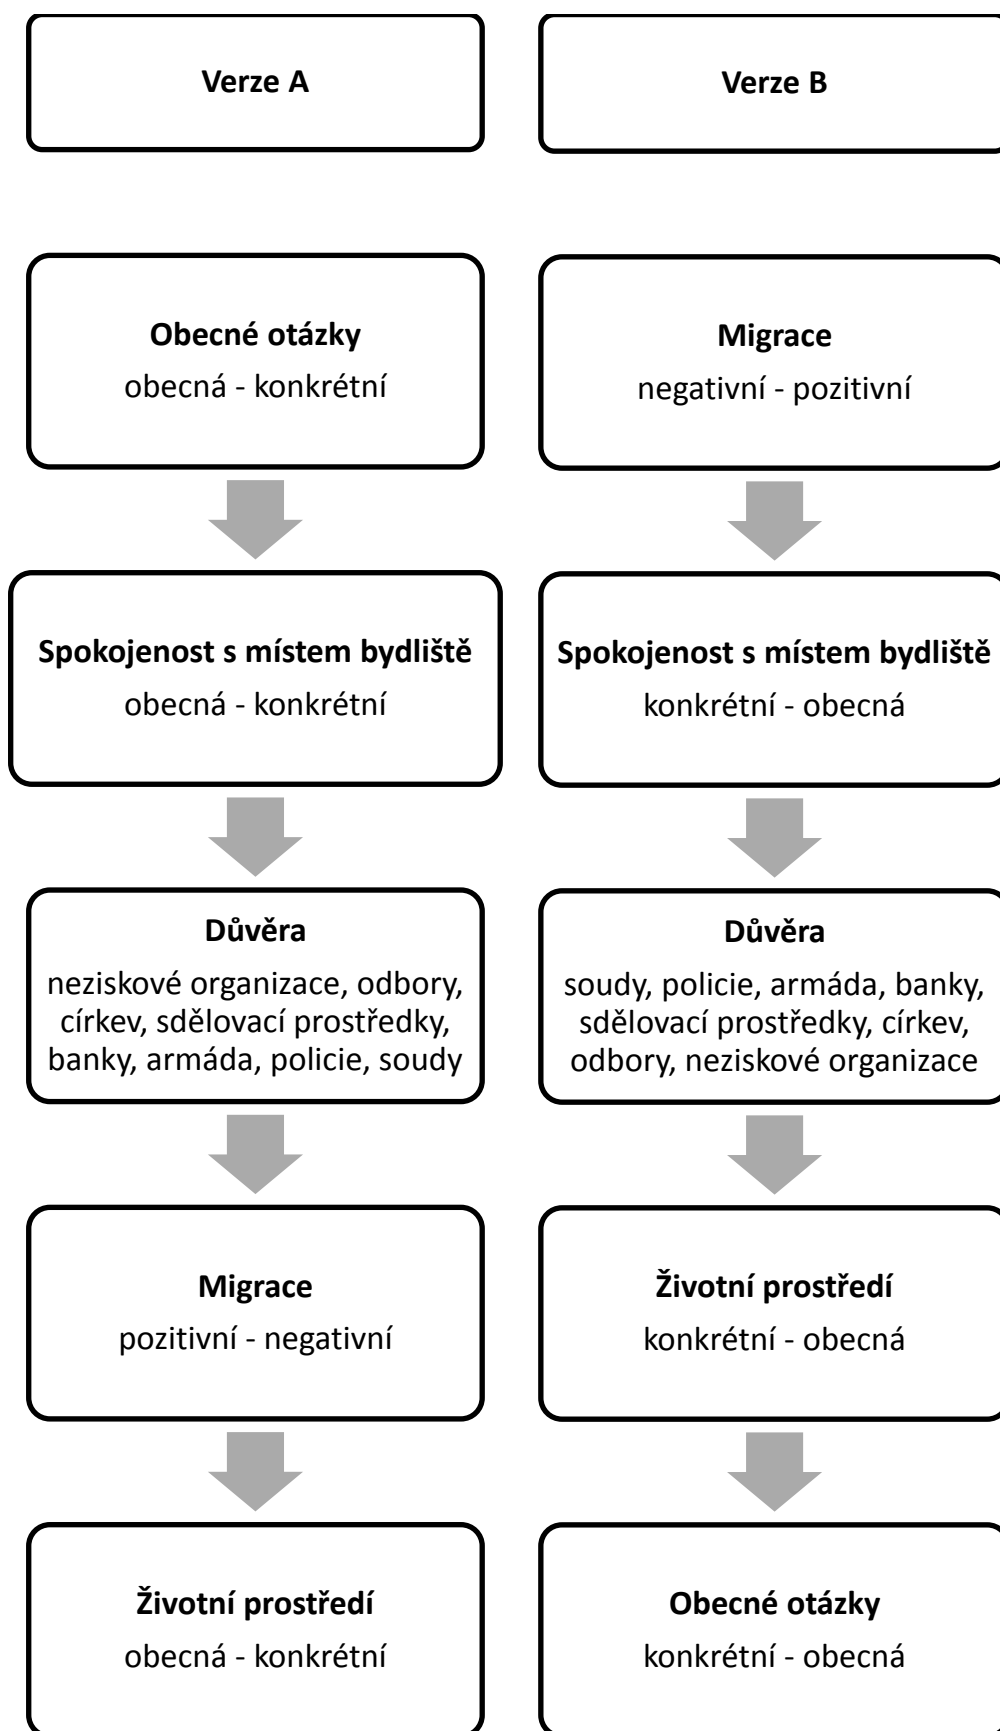 Verze A
Obecné otázky
obecná - konkrétní
Spokojenost s místem bydliště
obecná - konkrétní
Důvěra
neziskové organizace, odbory,
církev, sdělovací prostředky,
banky, armáda, policie, soudy
Migrace
pozitivní - negativní
Životní prostředí
obecná - konkrétní
Verze B
Migrace
negativní - pozitivní
Spokojenost s místem bydliště
konkrétní - obecná
Důvěra
soudy, policie, armáda, banky,
sdělovací prostředky, církev,
odbory, neziskové organizace
Životní prostředí
konkrétní - obecná
Obecné otázky
konkrétní - obecná